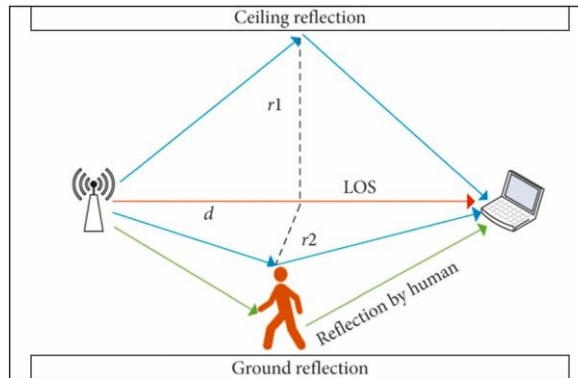 Ceiling reflection
r1
LOS
d
r2
Reflection by human
Ground reflection